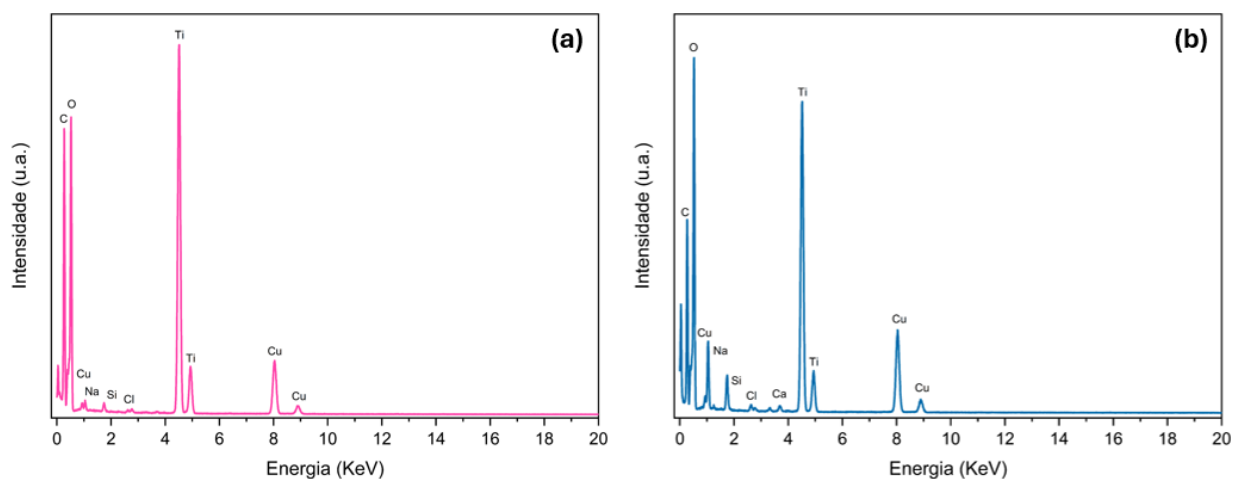 (a)
Ti
O
C
Cu
Na
Si
Cl
Ti
Cu
Cu
Intensidade (u.a.)
0 2 4 6 8 10 12 14 16 18 20
Energia (KeV)
(b)
O
Ti
C
Cu
Na
Si
Cl
Ca
Ti
Cu
Cu
Intensidade (u.a.)
0 2 4 6 8 10 12 14 16 18 20
Energia (KeV)